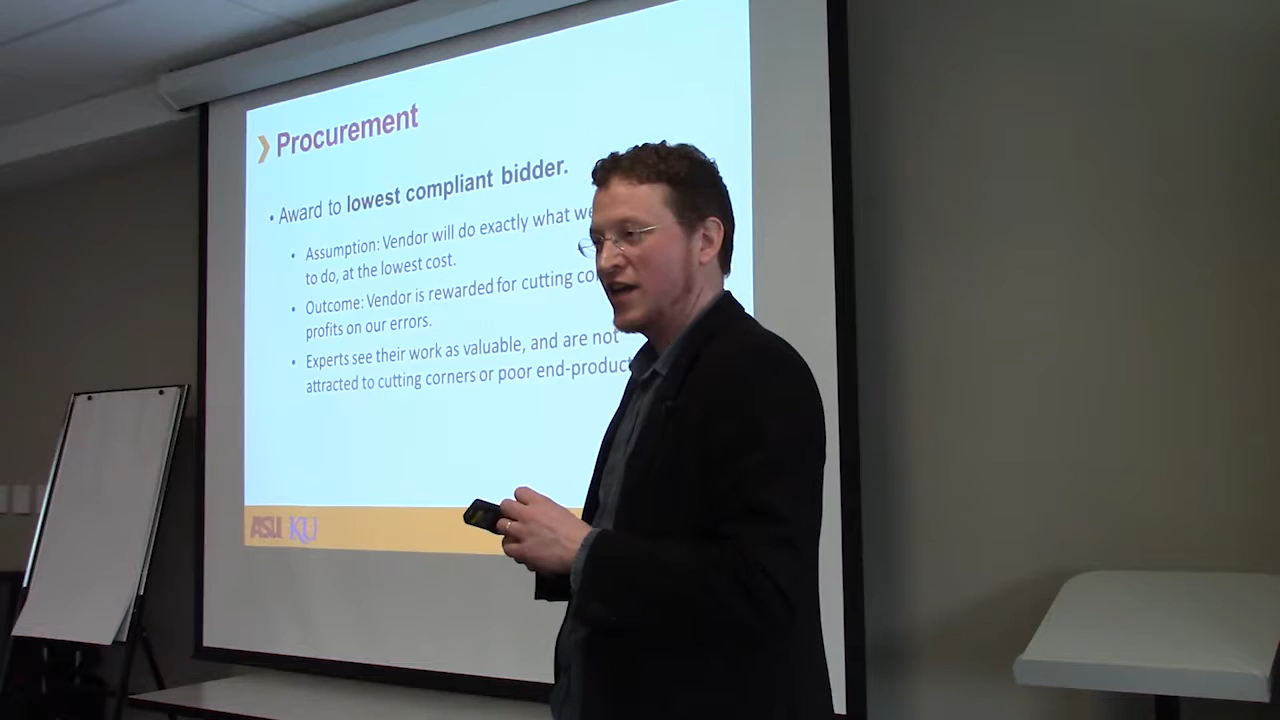 Procurement
• Award to lowest compliant bidder.
• Assumption: Vendor will do exactly what we
to do, at the lowest cost.
• Outcome: Vendor is rewarded for cutting
profits on our errors.
• Experts see their work as valuable, and are not
attracted to cutting corners or poor end-product
ASU KU